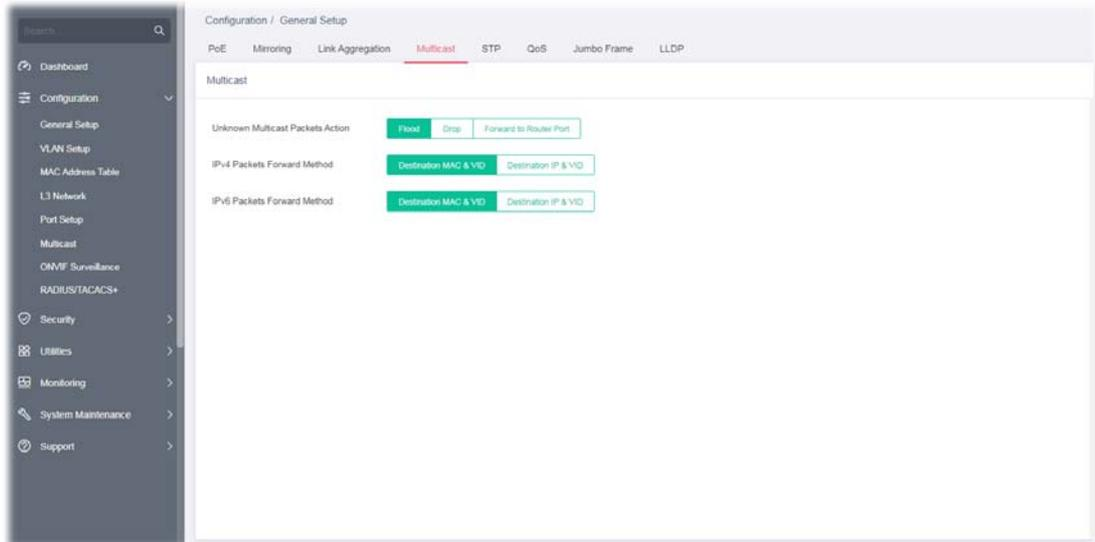 Search...
Dashboard
Configuration
General Setup
VLAN Setup
MAC Address Table
L3 Network
Port Setup
Multicast
ONVIF Surveillance
RADIUS/TACACS+
Security
Utilities
Monitoring
System Maintenance
Support
Configuration / General Setup
PoE Mirroring Link Aggregation Multicast STP QoS Jumbo Frame LLDP
Multicast
Unknown Multicast Packets Action Flood Drop Forward to Router Port
IPv4 Packets Forward Method Destination MAC & VID Destination IP & VID
IPv6 Packets Forward Method Destination MAC & VID Destination IP & VID